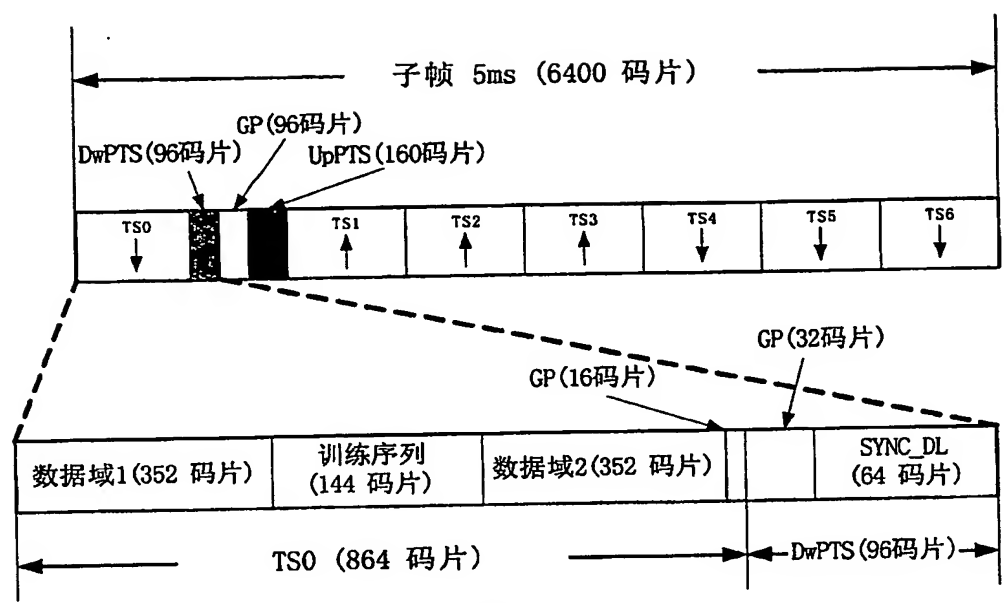 子帧 5ms (6400 码片)
GP(96码片)
DwPTS(96码片)
UpPTS(160码片)
TS0
TS1
TS2
TS3
TS4
TS5
TS6
GP(32码片)
GP(16码片)
数据域1(352 码片)
训练序列
(144 码片)
数据域2(352 码片)
SYNC_DL
(64 码片)
TS0 (864 码片)
DwPTS(96码片)